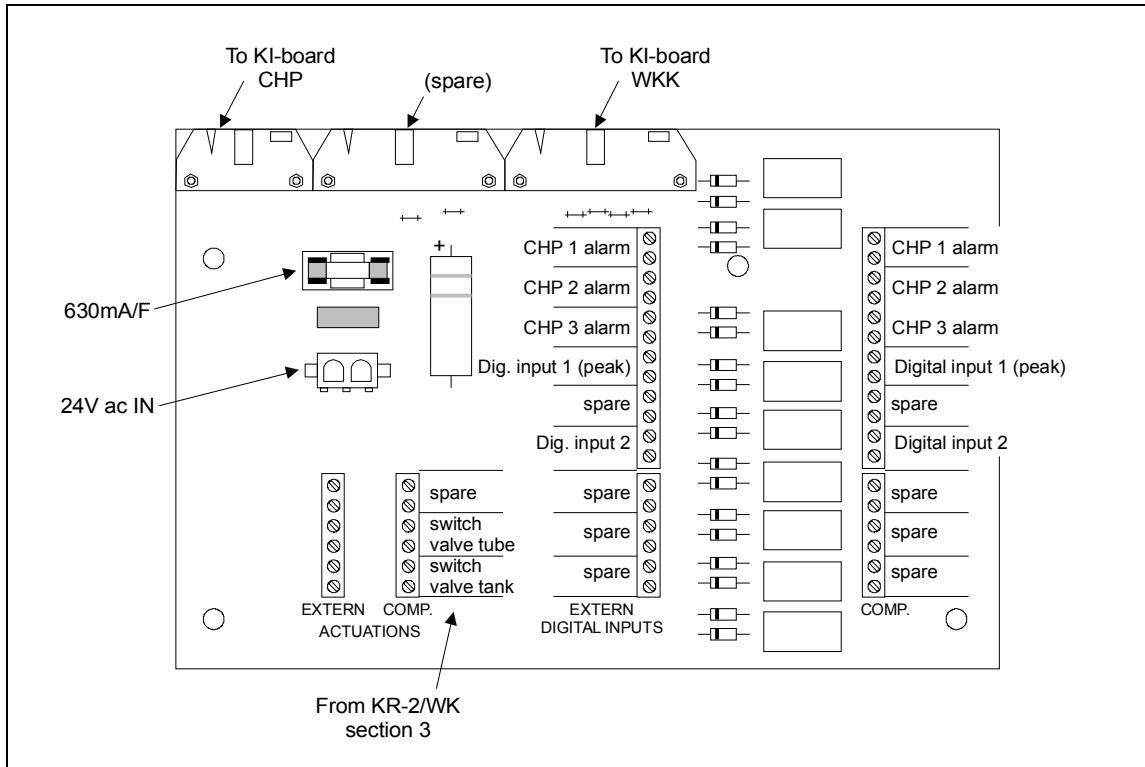 To KI-board
CHP
(spare)
To KI-board
WKK
+
630mA/F
24V ac IN
CHP 1 alarm
CHP 2 alarm
CHP 3 alarm
Dig. input 1 (peak)
spare
Dig. input 2
CHP 1 alarm
CHP 2 alarm
CHP 3 alarm
Digital input 1 (peak)
spare
Digital input 2
spare
switch
valve tube
switch
valve tank
spare
spare
spare
spare
spare
spare
EXTERN
COMP.
ACTUATIONS
EXTERN
DIGITAL INPUTS
COMP.
From KR-2/WK
section 3